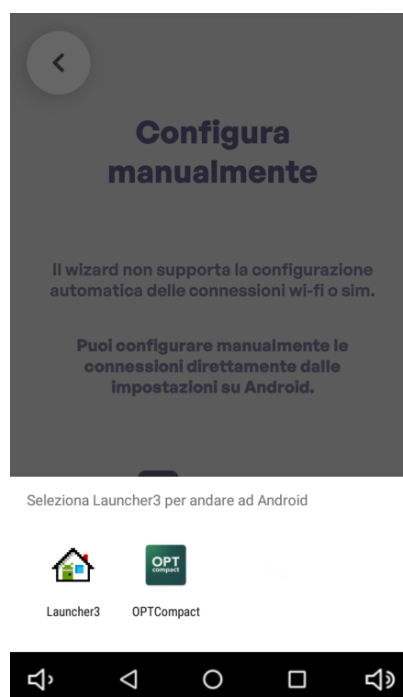 Configura
manualmente
Il wizard non supporta la configurazione
automatica delle connessioni wi-fi o sim.
Puoi configurare manualmente le
connessioni direttamente dalle
impostazioni su Android.
Seleziona Launcher3 per andare ad Android
OPT
compact
Launcher3
OPTCompact